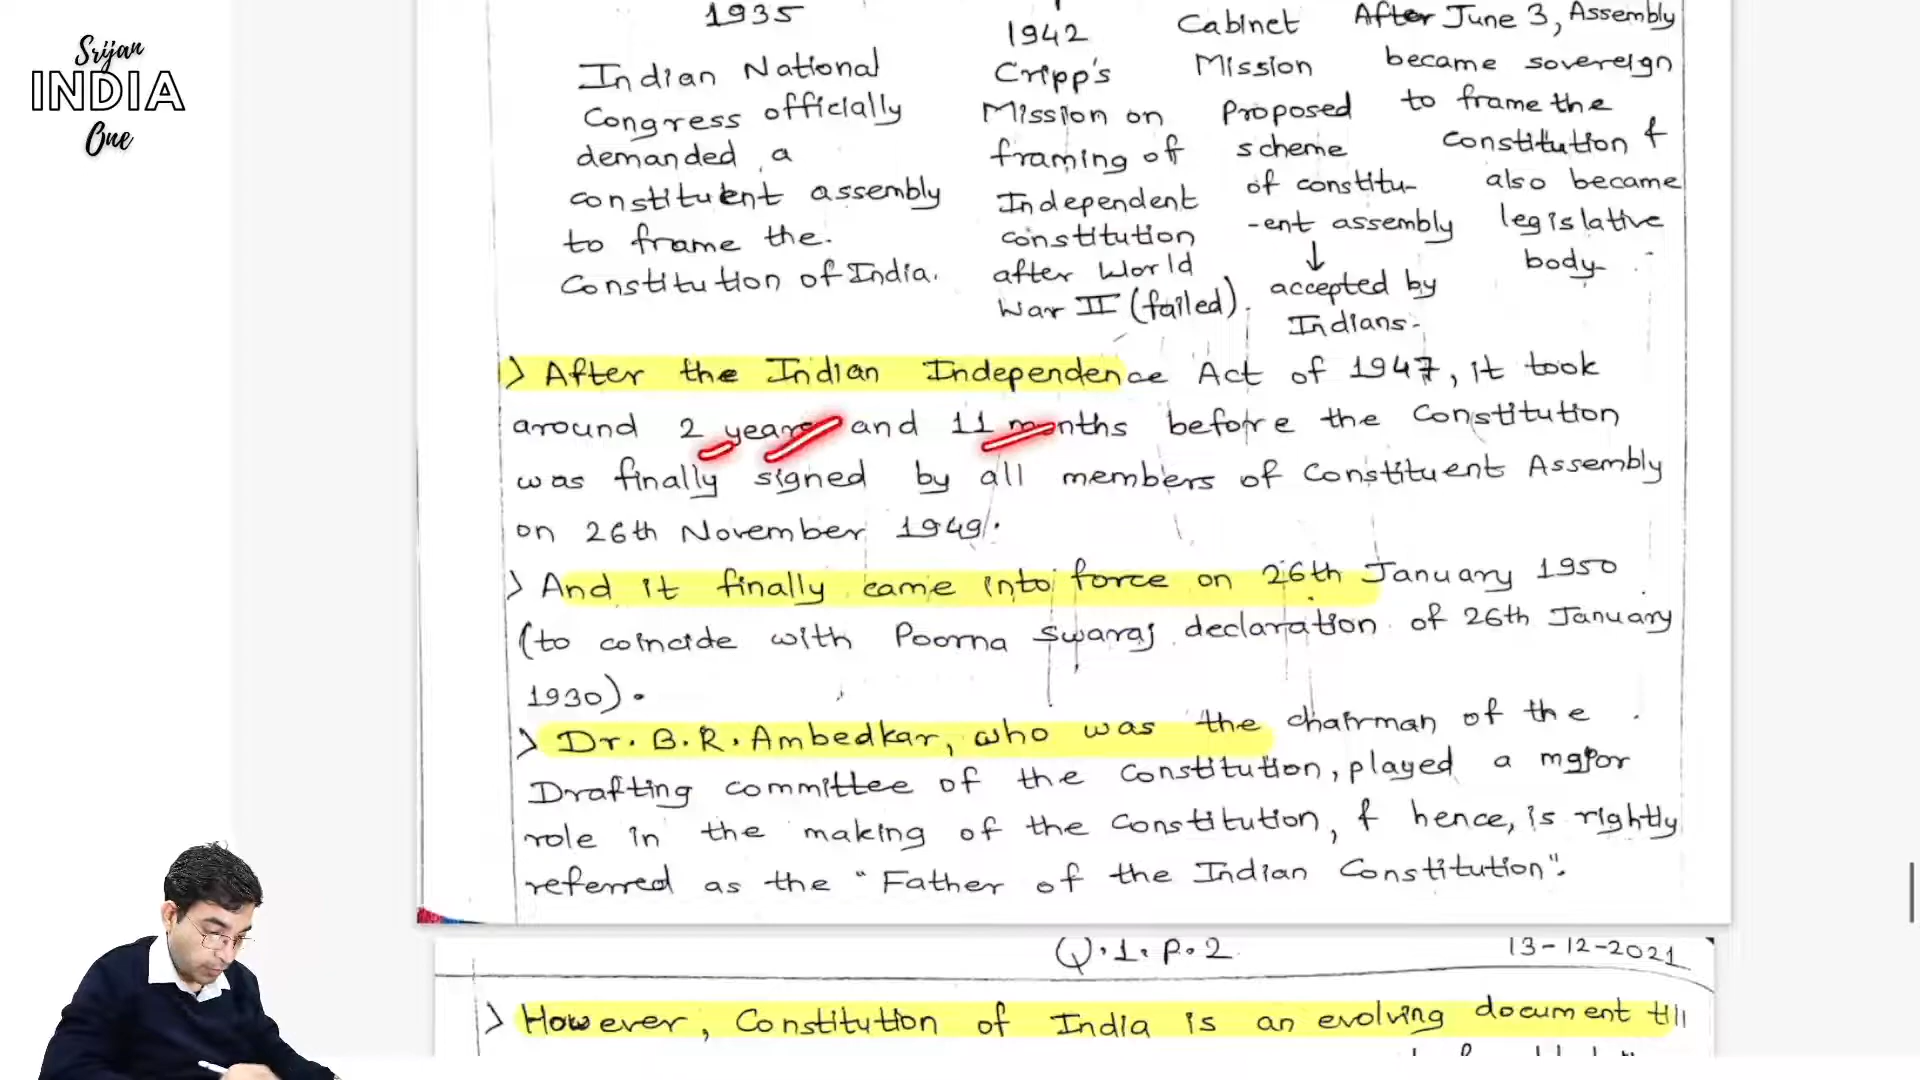 Srijan
INDIA
One
1935
Indian National
Congress officially
demanded a
constituent assembly
to frame the.
Constitution of India.
1942
Cripp's
Mission on
framing of
Independent
constitution
after World
War II (failed).
Cabinet
Mission
Proposed
scheme
of constitu-
-ent assembly
↓
accepted by
Indians-
After June 3, Assembly
became sovereign
to frame the
constitution &
also became
legislative
body-
> After the Indian Independence Act of 1947, it took
around 2 years and 11 months before the Constitution
was finally signed by all members of Constituent Assembly
on 26th November 1949.
> And it finally came into force on 26th January 1950
(to coincide with Poorna Swaraj declaration of 26th January
1930).
> Dr. B.R. Ambedkar, who was the chairman of the
Drafting committee of the Constitution, played a major
role in the making of the Constitution, & hence, is rightly
referred as the "Father of the Indian Constitution".
Q.1. P.2
13-12-2021
> However, Constitution of India is an evolving document till